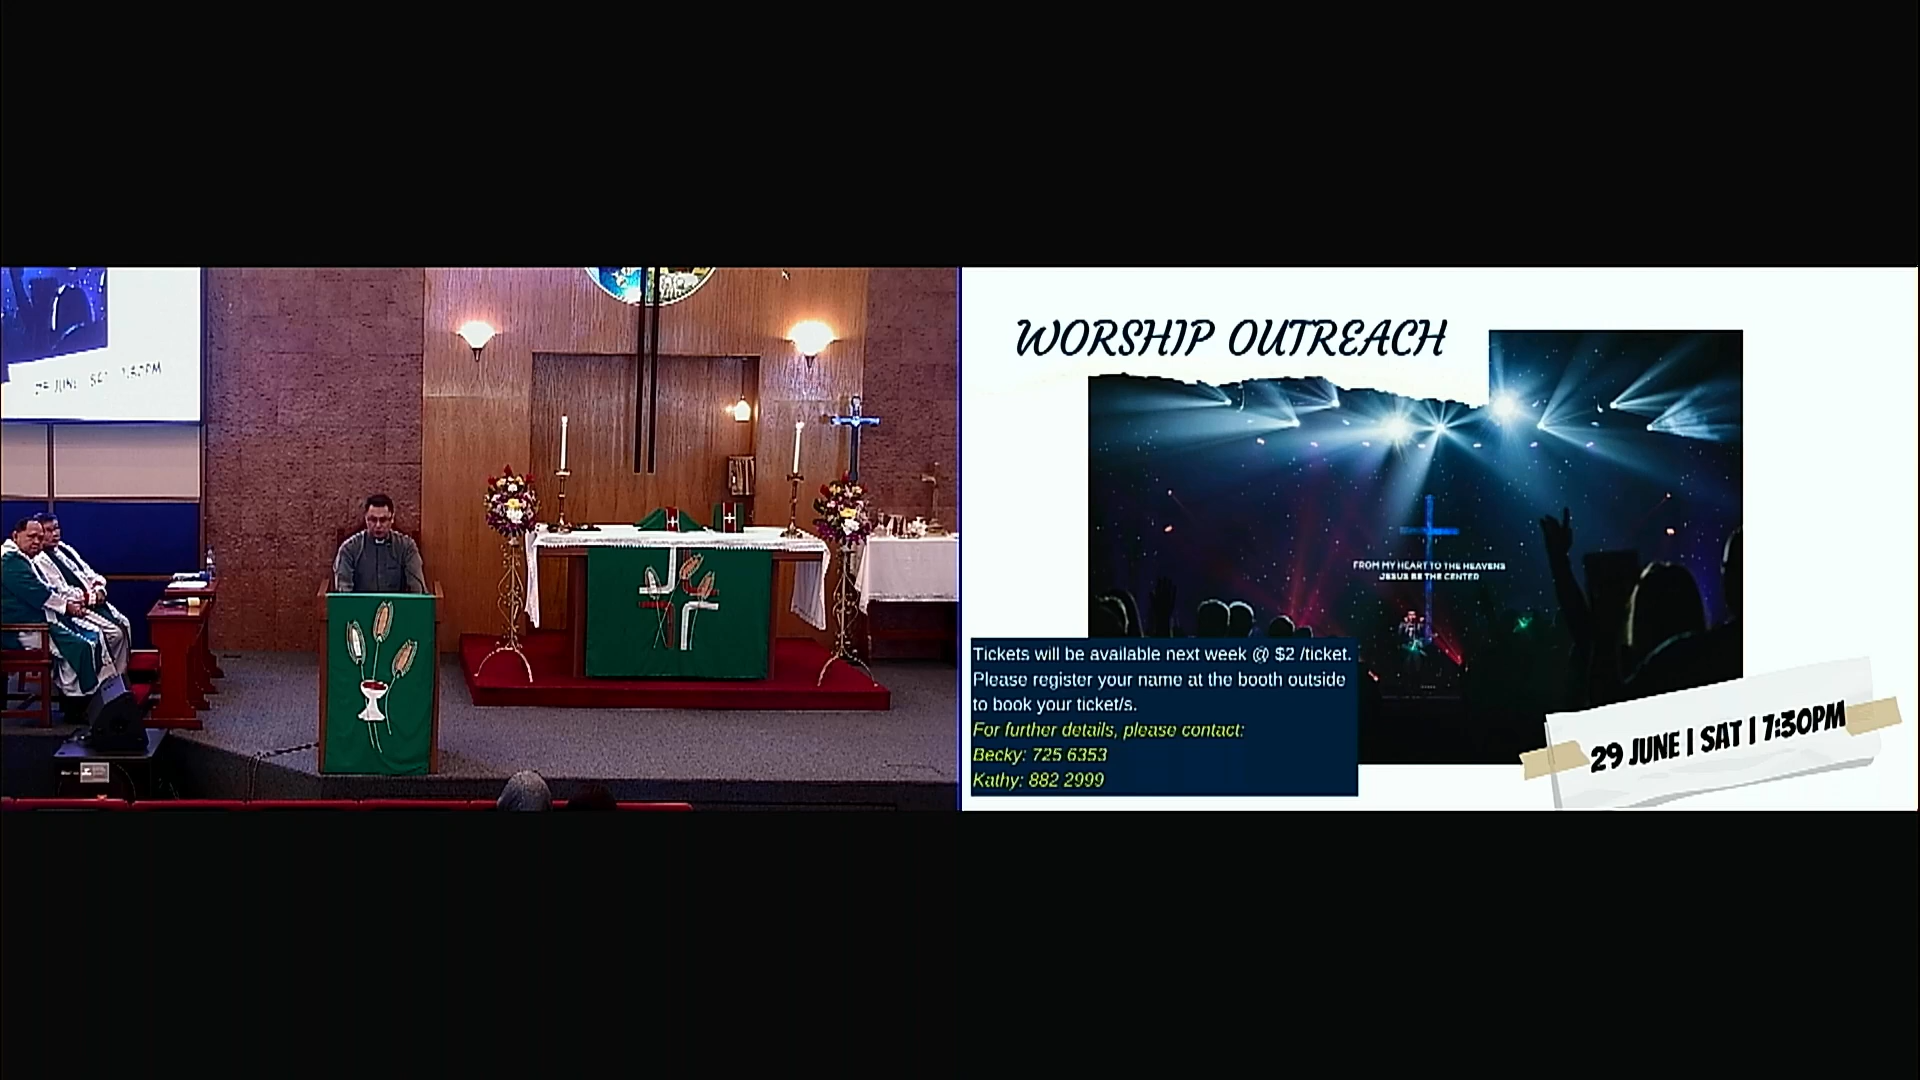 WORSHIP OUTREACH
FROM MY HEART TO THE HEAVENS
JESUS BE THE CENTER
Tickets will be available next week @ $2 /ticket.
Please register your name at the booth outside
to book your ticket/s.
For further details, please contact:
Becky: 725 6353
Kathy: 882 2999
29 JUNE | SAT | 7:30PM